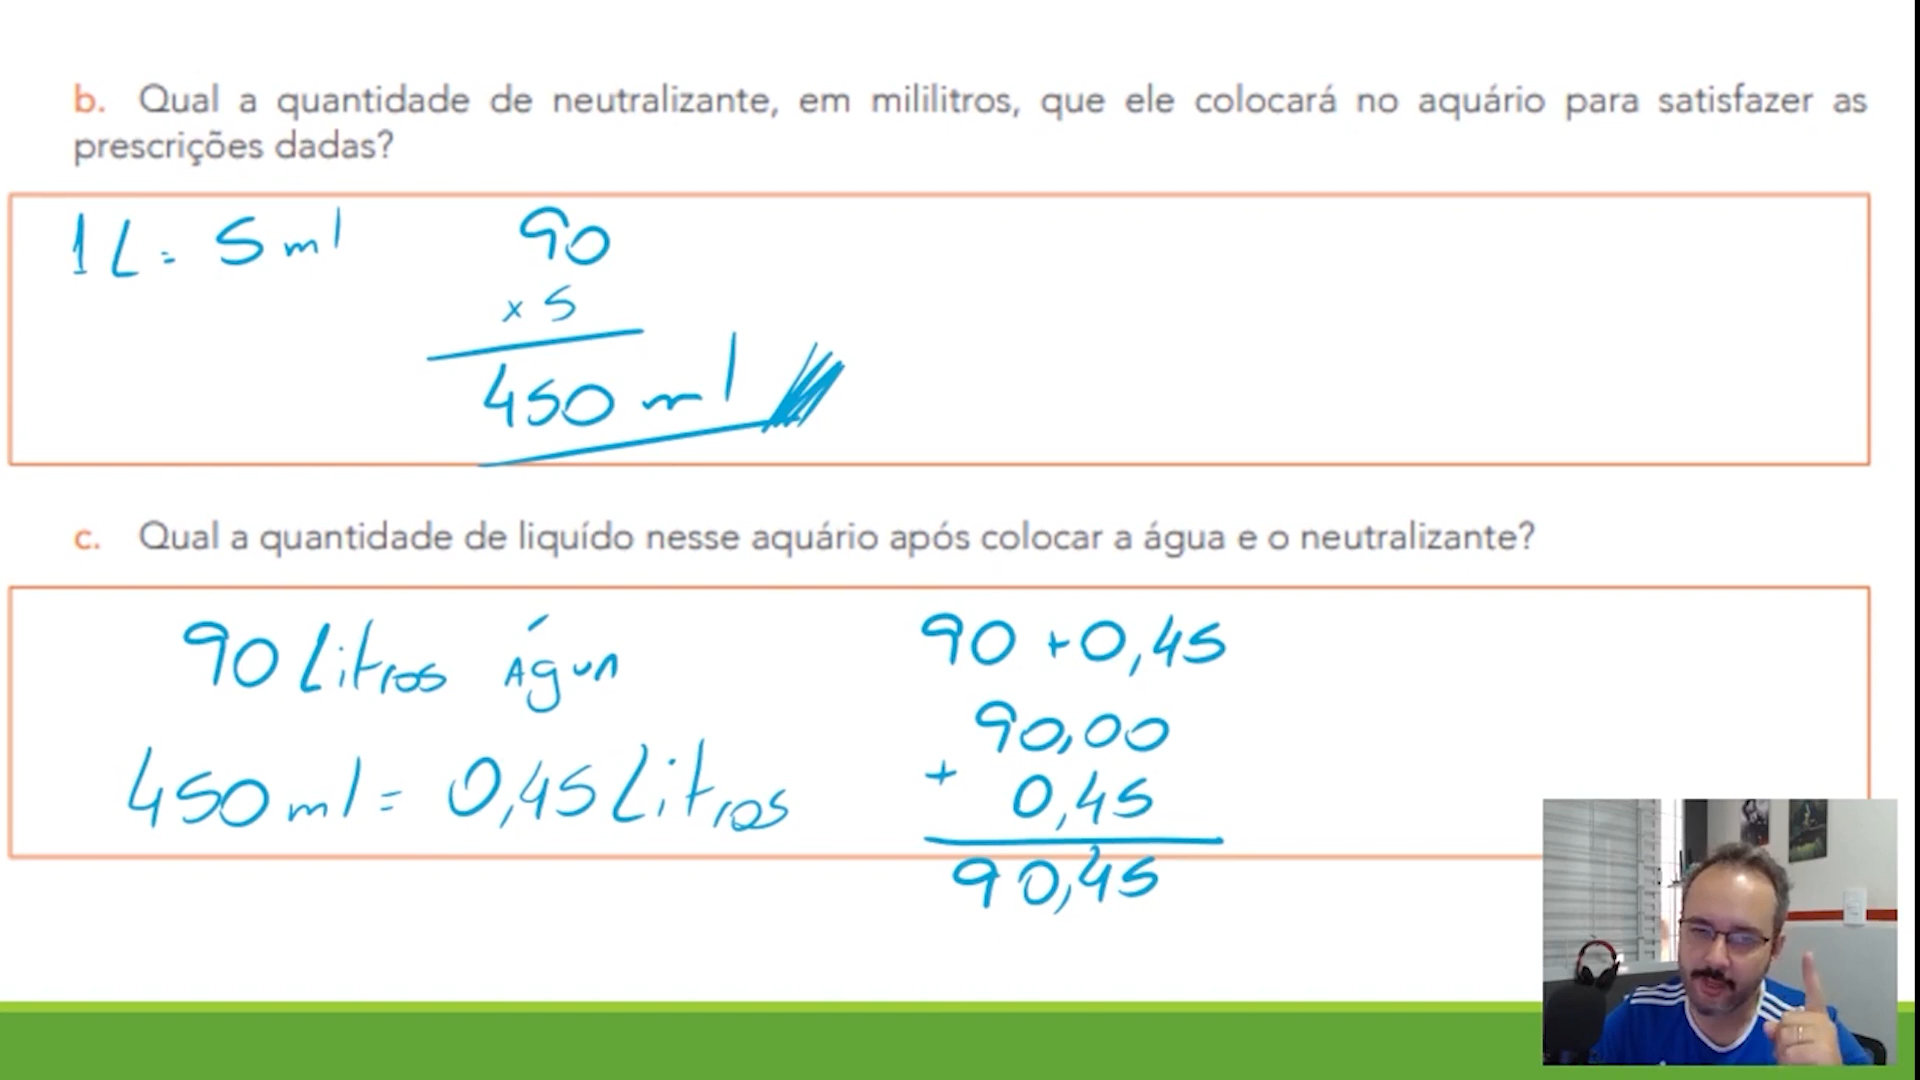 b. Qual a quantidade de neutralizante, em mililitros, que ele colocará no aquário para satisfazer as
prescrições dadas?
1L = 5 ml
90
x 5
450 ml
c. Qual a quantidade de liquído nesse aquário após colocar a água e o neutralizante?
90 Litros Água
450 ml = 0,45 Litros
90 + 0,45
90,00
+ 0,45
90,45